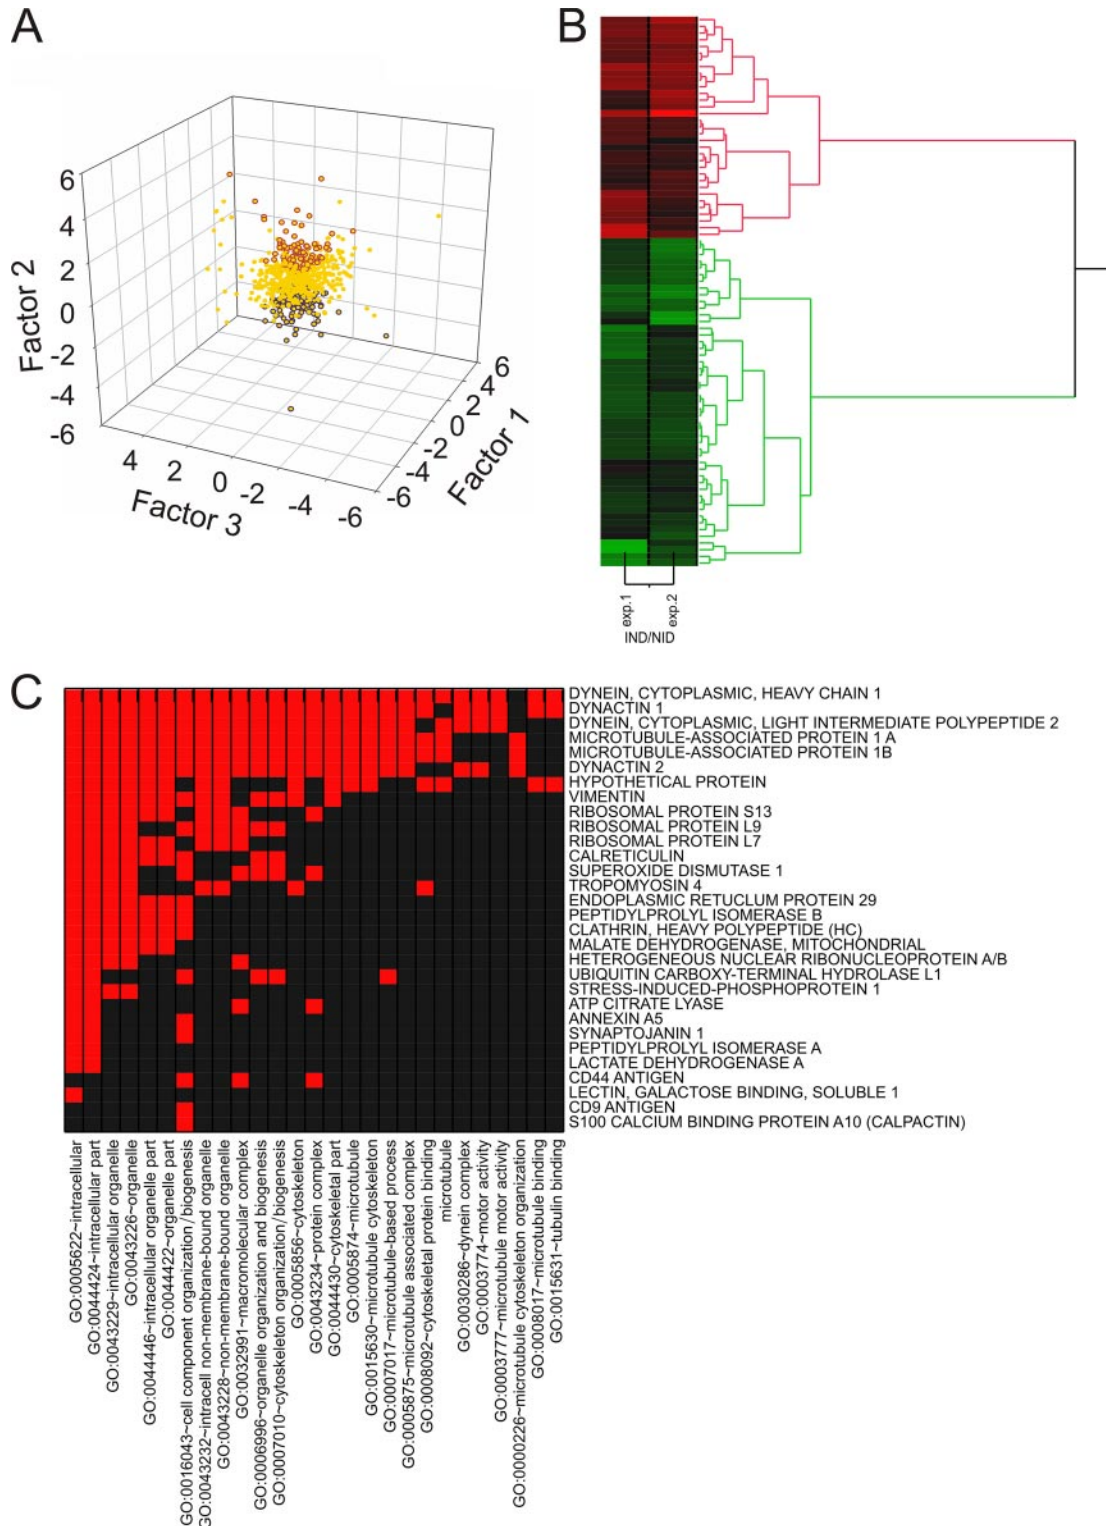 A
6
4
2
0
-2
-4
-6
Factor 2
4
2
0
-2
-4
-6
Factor 3
-6
-4
-2
0
2
4
6
Factor 1
B
exp.1
exp.2
IND/NID
C
DYNEIN, CYTOPLASMIC, HEAVY CHAIN 1
DYNACTIN 1
DYNEIN, CYTOPLASMIC, LIGHT INTERMEDIATE POLYPEPTIDE 2
MICROTUBULE-ASSOCIATED PROTEIN 1 A
MICROTUBULE-ASSOCIATED PROTEIN 1B
DYNACTIN 2
HYPOTHETICAL PROTEIN
VIMENTIN
RIBOSOMAL PROTEIN S13
RIBOSOMAL PROTEIN L9
RIBOSOMAL PROTEIN L7
CALRETICULIN
SUPEROXIDE DISMUTASE 1
TROPOMYOSIN 4
ENDOPLASMIC RETUCLUM PROTEIN 29
PEPTIDYLPROLYL ISOMERASE B
CLATHRIN, HEAVY POLYPEPTIDE (HC)
MALATE DEHYDROGENASE, MITOCHONDRIAL
HETEROGENEOUS NUCLEAR RIBONUCLEOPROTEIN A/B
UBIQUITIN CARBOXY-TERMINAL HYDROLASE L1
STRESS-INDUCED-PHOSPHOPROTEIN 1
ATP CITRATE LYASE
ANNEXIN A5
SYNAPTOJANIN 1
PEPTIDYLPROLYL ISOMERASE A
LACTATE DEHYDROGENASE A
CD44 ANTIGEN
LECTIN, GALACTOSE BINDING, SOLUBLE 1
CD9 ANTIGEN
S100 CALCIUM BINDING PROTEIN A10 (CALPACTIN)
GO:0005622~intracellular
GO:0044424~intracellular part
GO:0043229~intracellular organelle
GO:0043226~organelle
GO:0044446~intracellular organelle part
GO:0044422~organelle part
GO:0016043~cell component organization/biogenesis
GO:0043232~intracell non-membrane-bound organelle
GO:0043228~non-membrane-bound organelle
GO:0032991~macromolecular complex
GO:0006996~organelle organization and biogenesis
GO:0007010~cytoskeleton organization/biogenesis
GO:0005856~cytoskeleton
GO:0043234~protein complex
GO:0044430~cytoskeletal part
GO:0005874~microtubule
GO:0015630~microtubule cytoskeleton
GO:0007017~microtubule-based process
GO:0005875~microtubule associated complex
GO:0008092~cytoskeletal protein binding
microtubule
GO:0030286~dynein complex
GO:0003774~motor activity
GO:0003777~microtubule motor activity
GO:0000226~microtubule cytoskeleton organization
GO:0008017~microtubule binding
GO:0015631~tubulin binding